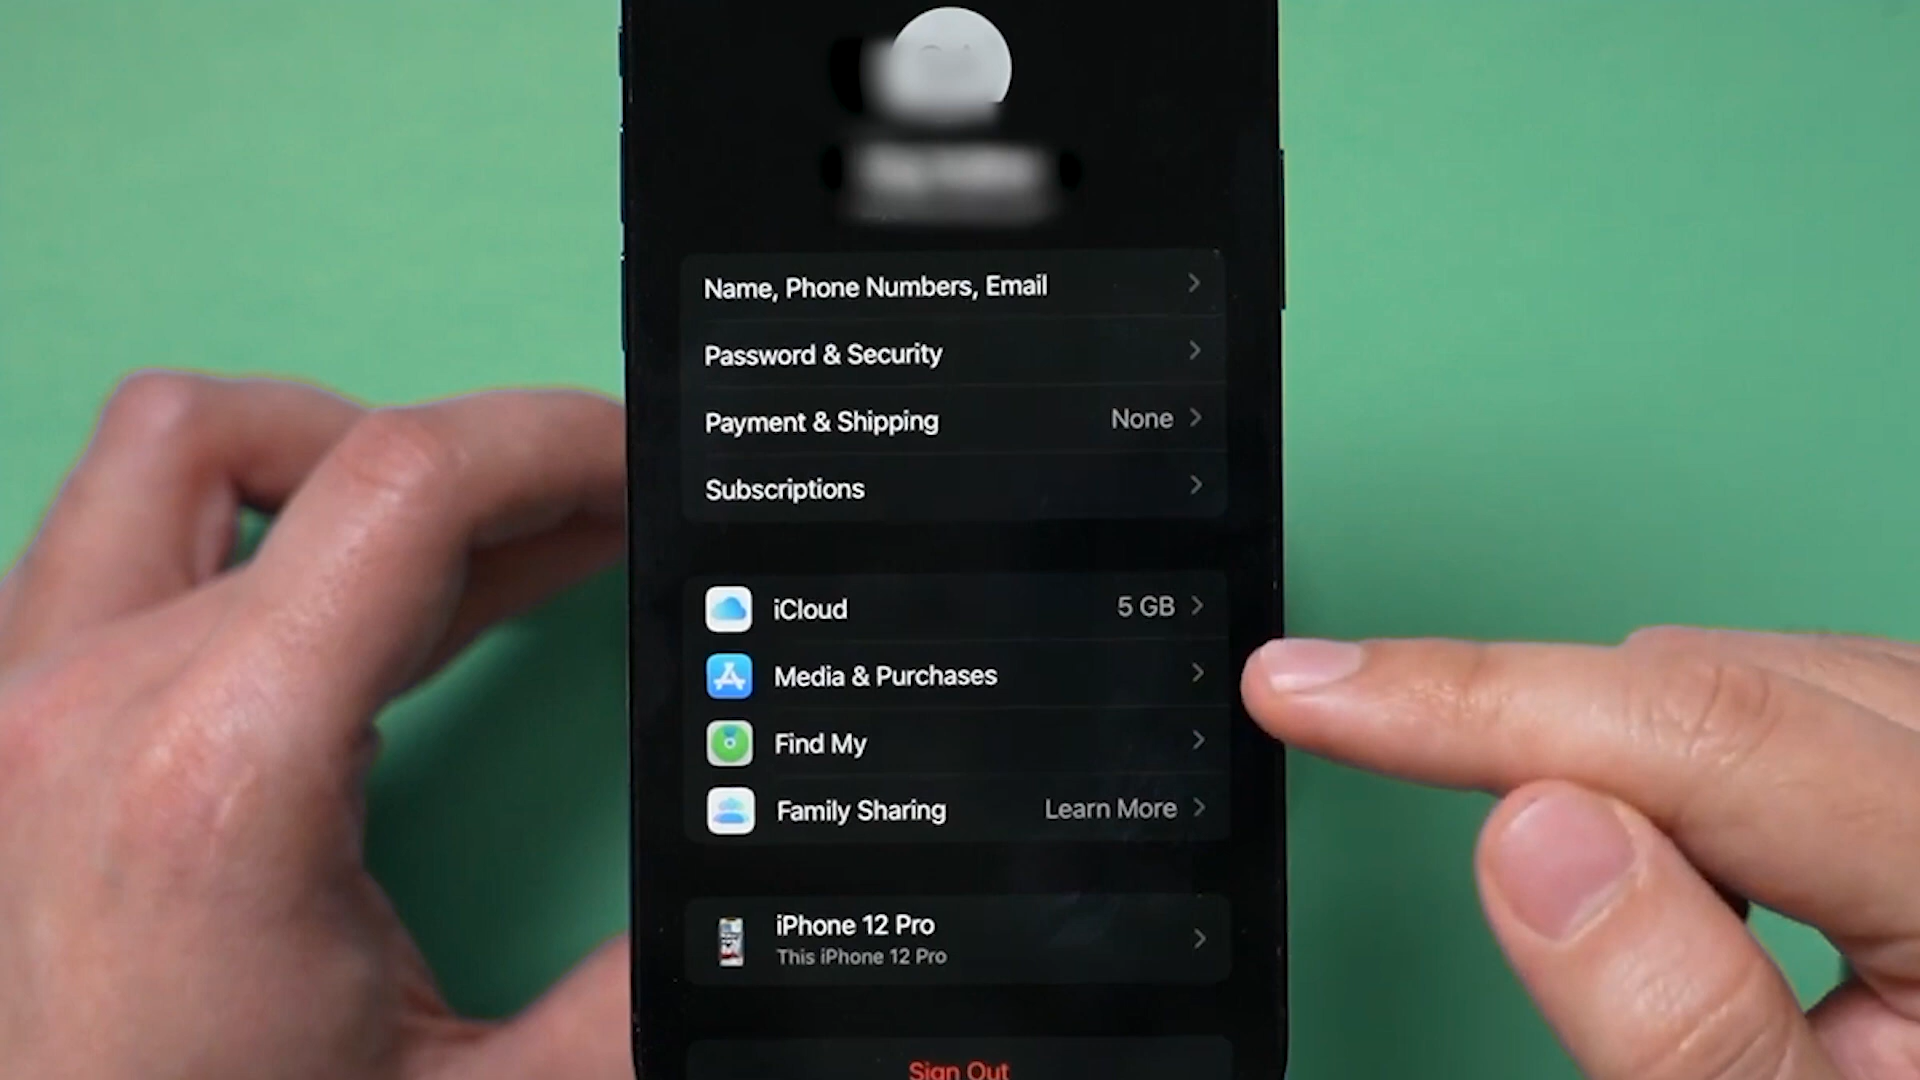 Name, Phone Numbers, Email
Password & Security
Payment & Shipping None
Subscriptions
iCloud 5 GB
Media & Purchases
Find My
Family Sharing Learn More
iPhone 12 Pro
This iPhone 12 Pro
Sign Out